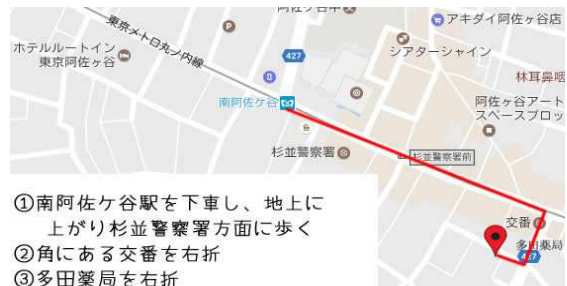 阿佐ケ谷中
アキダイ阿佐ケ谷店
東京メトロ丸ノ内線
ホテルルートイン
東京阿佐ヶ谷
427
シアターシャイン
林耳鼻咽
南阿佐ケ谷
阿佐ヶ谷アート
スペースブロッ
杉並警察署
杉並警察署前
①南阿佐ケ谷駅を下車し、地上に
上がり杉並警察署方面に歩く
②角にある交番を右折
③多田薬局を右折
交番
多田薬局
427